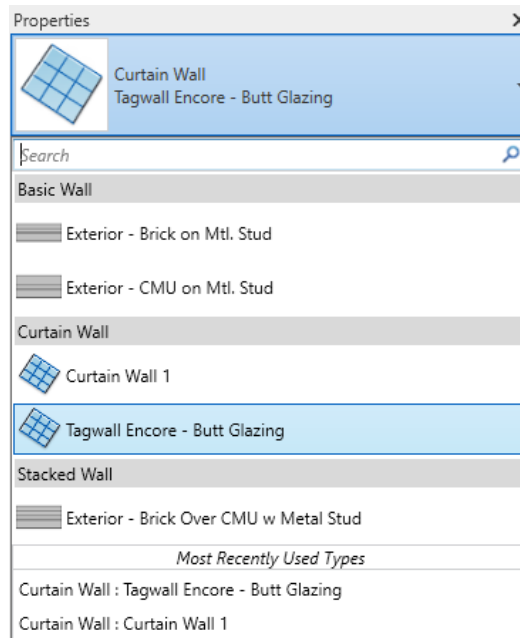 Properties
Curtain Wall
Tagwall Encore - Butt Glazing
Search
Basic Wall
Exterior - Brick on Mtl. Stud
Exterior - CMU on Mtl. Stud
Curtain Wall
Curtain Wall 1
Tagwall Encore - Butt Glazing
Stacked Wall
Exterior - Brick Over CMU w Metal Stud
Most Recently Used Types
Curtain Wall : Tagwall Encore - Butt Glazing
Curtain Wall : Curtain Wall 1